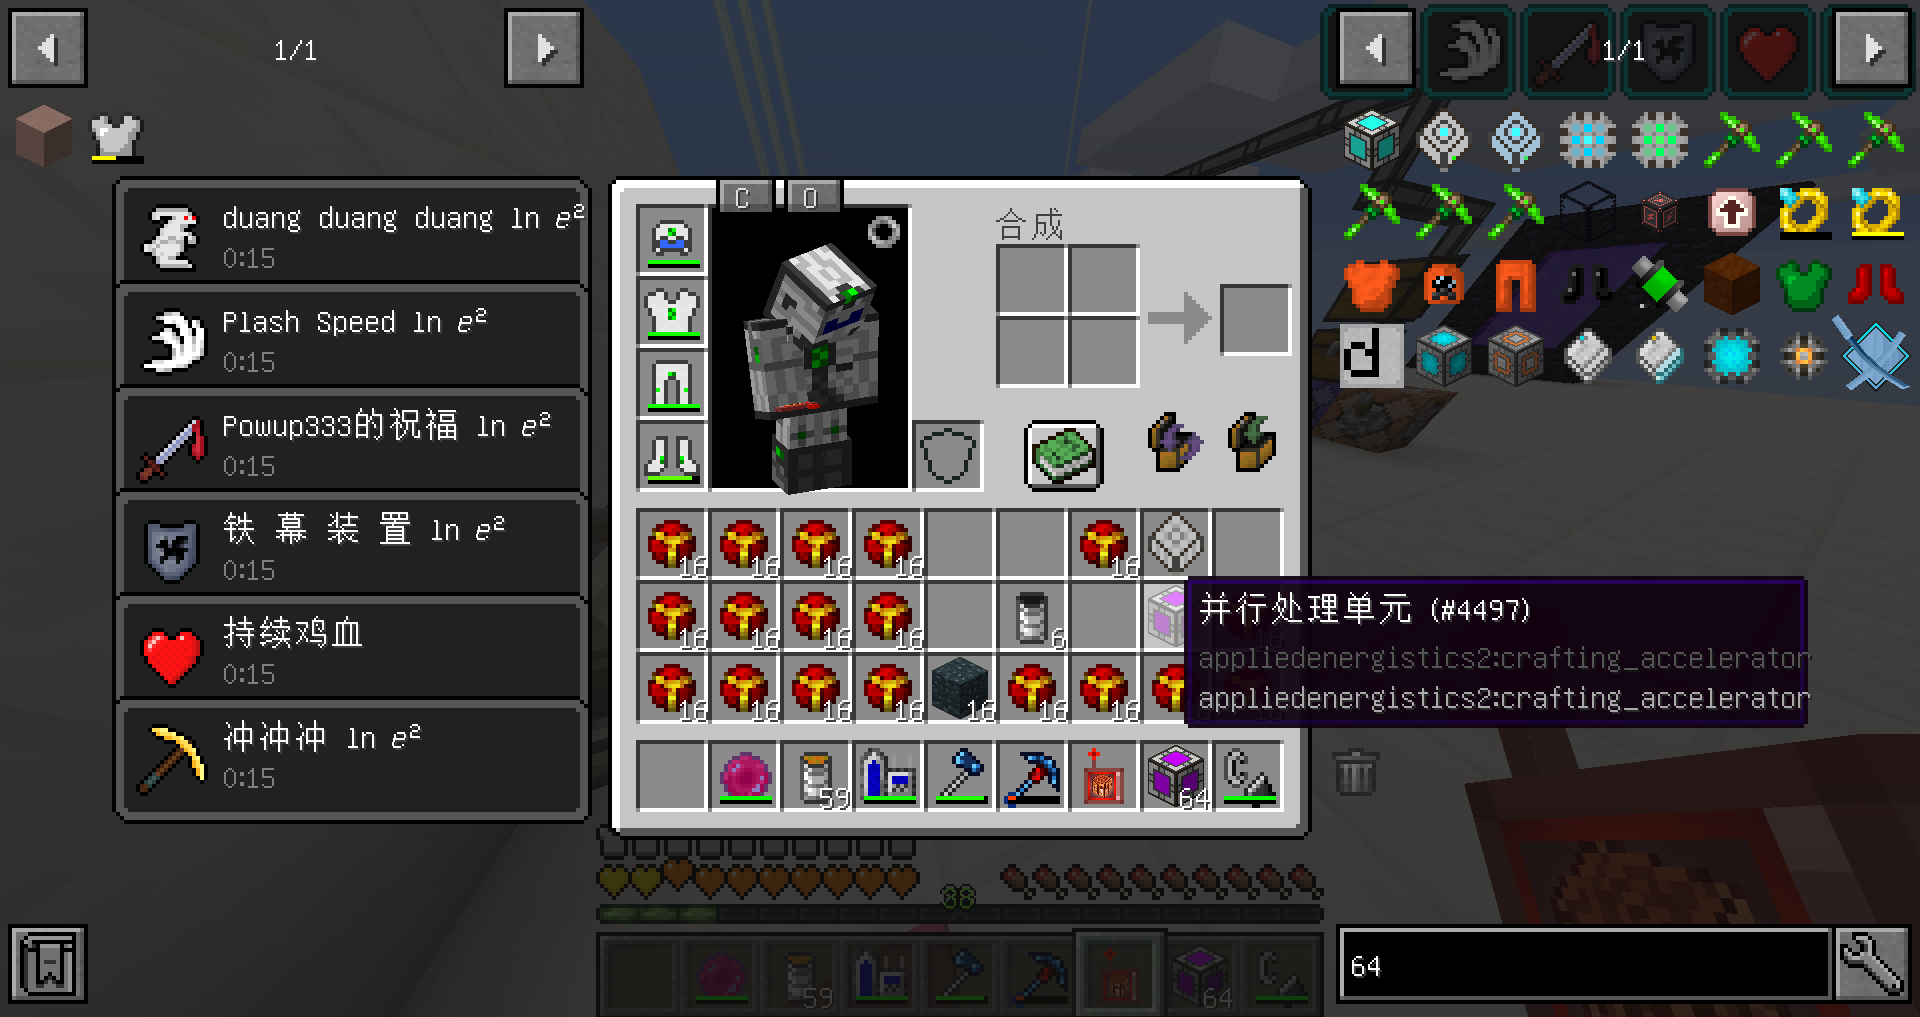 1/1
1/1
duang duang duang ln e²
0:15
Plash Speed ln e²
0:15
Powup333的祝福 ln e²
0:15
铁 幕 装 置 ln e²
0:15
持续鸡血
0:15
冲冲冲 ln e²
0:15
C O
合成
16 16 16 16 16
16 16 16 16 6
16 16 16 16 16 16 16
并行处理单元 (#4497)
appliedenergistics2:crafting_accelerator
appliedenergistics2:crafting_accelerator
59 64
88
59 64
64